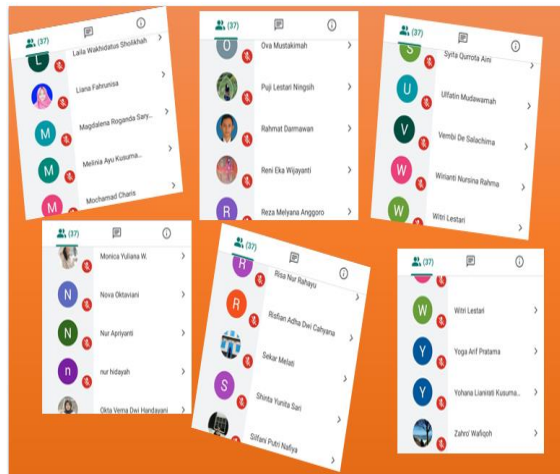 (37)
Laila Wakhidatus Sholikhah
L
Liana Fahrunisa
Magdalena Roganda Sary...
M
Melinia Ayu Kusuma...
M
Mochamad Charis
M
(37)
O
Ova Mustakimah
Puji Lestari Ningsih
Rahmat Darmawan
Reni Eka Wijayanti
R
Reza Melyana Anggoro
(37)
S
Syifa Qurrota Aini
U
Ulfatin Mudawamah
V
Vembi De Salachima
W
Wirianti Nursina Rahma
W
Witri Lestari
(37)
Monica Yuliana W.
N
Nova Oktaviani
N
Nur Apriyanti
n
nur hidayah
Okta Verna Dwi Handayani
(37)
R
Risa Nur Rahayu
R
Risfian Adha Dwi Cahyana
Sekar Melati
S
Shinta Yunita Sari
Silfani Putri Nafiya
(37)
W
Witri Lestari
Y
Yoga Arif Pratama
Y
Yohana Lianirati Kusuma...
Zahro' Wafiqoh